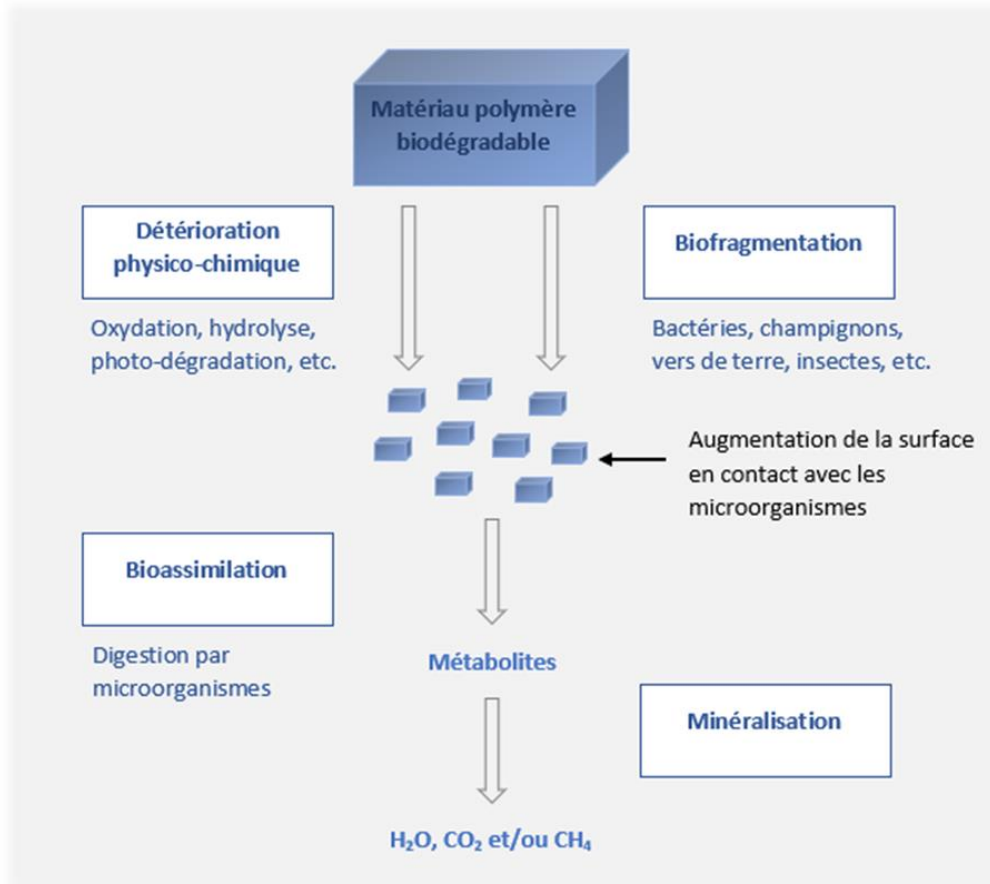 Matériau polymère
biodégradable
Détérioration
physico-chimique
Oxydation, hydrolyse,
photo-dégradation, etc.
Biofragmentation
Bactéries, champignons,
vers de terre, insectes, etc.
Augmentation de la surface
en contact avec les
microorganismes
Bioassimilation
Digestion par
microorganismes
Métabolites
Minéralisation
H₂O, CO₂ et/ou CH₄